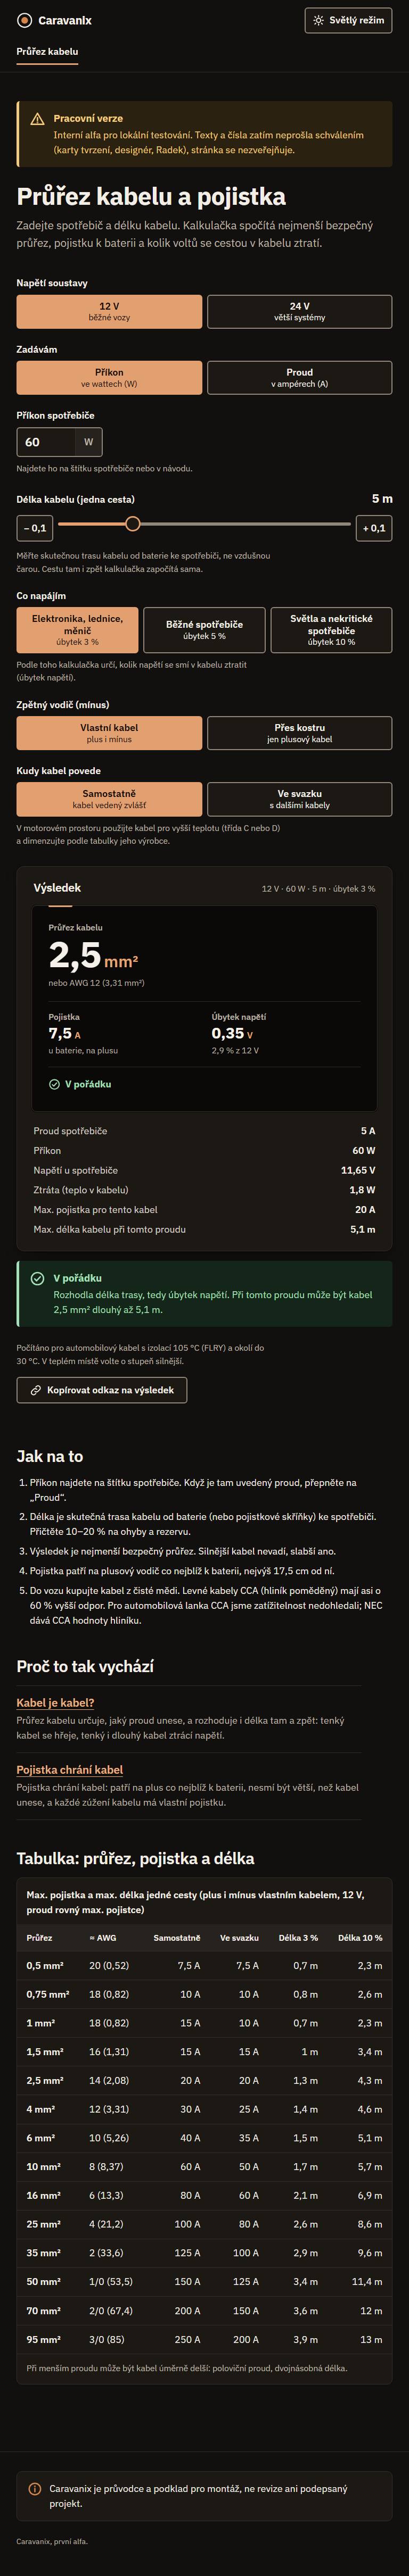 Caravanix
Světlý režim
Průřez kabelu
Pracovní verze
Interní alfa pro lokální testování. Texty a čísla zatím neprošla schválením
(karty tvrzení, designér, Radek), stránka se nezveřejňuje.
Průřez kabelu a pojistka
Zadejte spotřebič a délku kabelu. Kalkulačka spočítá nejmenší bezpečný
průřez, pojistku k baterii a kolik voltů se cestou v kabelu ztratí.
Napětí soustavy
12 V
běžné vozy
24 V
větší systémy
Zadávám
Příkon
ve wattech (W)
Proud
v ampérech (A)
Příkon spotřebiče
60 W
Najdete ho na štítku spotřebiče nebo v návodu.
Délka kabelu (jedna cesta) 5 m
− 0,1
+ 0,1
Měřte skutečnou trasu kabelu od baterie ke spotřebiči, ne vzdušnou
čarou. Cestu tam i zpět kalkulačka započítá sama.
Co napájím
Elektronika, lednice,
měnič
úbytek 3 %
Běžné spotřebiče
úbytek 5 %
Světla a nekritické
spotřebiče
úbytek 10 %
Podle toho kalkulačka určí, kolik napětí se smí v kabelu ztratit
(úbytek napětí).
Zpětný vodič (mínus)
Vlastní kabel
plus i mínus
Přes kostru
jen plusový kabel
Kudy kabel povede
Samostatně
kabel vedený zvlášť
Ve svazku
s dalšími kabely
V motorovém prostoru použijte kabel pro vyšší teplotu (třída C nebo D)
a dimenzujte podle tabulky jeho výrobce.
Výsledek
12 V · 60 W · 5 m · úbytek 3 %
Průřez kabelu
2,5 mm²
nebo AWG 12 (3,31 mm²)
Pojistka
7,5 A
u baterie, na plusu
Úbytek napětí
0,35 V
2,9 % z 12 V
V pořádku
Proud spotřebiče 5 A
Příkon 60 W
Napětí u spotřebiče 11,65 V
Ztráta (teplo v kabelu) 1,8 W
Max. pojistka pro tento kabel 20 A
Max. délka kabelu při tomto proudu 5,1 m
V pořádku
Rozhodla délka trasy, tedy úbytek napětí. Při tomto proudu může být kabel
2,5 mm² dlouhý až 5,1 m.
Počítáno pro automobilový kabel s izolací 105 °C (FLRY) a okolí do
30 °C. V teplém místě volte o stupeň silnější.
Kopírovat odkaz na výsledek
Jak na to
1. Příkon najdete na štítku spotřebiče. Když je tam uvedený proud, přepněte na
„Proud“.
2. Délka je skutečná trasa kabelu od baterie (nebo pojistkové skříňky) ke spotřebiči.
Přičtěte 10–20 % na ohyby a rezervu.
3. Výsledek je nejmenší bezpečný průřez. Silnější kabel nevadí, slabší ano.
4. Pojistka patří na plusový vodič co nejblíž k baterii, nejvýš 17,5 cm od ní.
5. Do vozu kupujte kabel z čisté mědi. Levné kabely CCA (hliník poměděný) mají asi o
60 % vyšší odpor. Pro automobilová lanka CCA jsme zatížitelnost nedohledali; NEC
dává CCA hodnoty hliníku.
Proč to tak vychází
Kabel je kabel?
Průřez kabelu určuje, jaký proud unese, a rozhoduje i délka tam a zpět: tenký
kabel se hřeje, tenký i dlouhý kabel ztrácí napětí.
Pojistka chrání kabel
Pojistka chrání kabel: patří na plus co nejblíž k baterii, nesmí být větší, než kabel
unese, a každé zúžení kabelu má vlastní pojistku.
Tabulka: průřez, pojistka a délka
Max. pojistka a max. délka jedné cesty (plus i mínus vlastním kabelem, 12 V,
proud rovný max. pojistce)
Průřez ≈ AWG Samostatně Ve svazku Délka 3 % Délka 10 %
0,5 mm² 20 (0,52) 7,5 A 7,5 A 0,7 m 2,3 m
0,75 mm² 18 (0,82) 10 A 10 A 0,8 m 2,6 m
1 mm² 18 (0,82) 15 A 10 A 0,7 m 2,3 m
1,5 mm² 16 (1,31) 15 A 15 A 1 m 3,4 m
2,5 mm² 14 (2,08) 20 A 20 A 1,3 m 4,3 m
4 mm² 12 (3,31) 30 A 25 A 1,4 m 4,6 m
6 mm² 10 (5,26) 40 A 35 A 1,5 m 5,1 m
10 mm² 8 (8,37) 60 A 50 A 1,7 m 5,7 m
16 mm² 6 (13,3) 80 A 60 A 2,1 m 6,9 m
25 mm² 4 (21,2) 100 A 80 A 2,6 m 8,6 m
35 mm² 2 (33,6) 125 A 100 A 2,9 m 9,6 m
50 mm² 1/0 (53,5) 150 A 125 A 3,4 m 11,4 m
70 mm² 2/0 (67,4) 200 A 150 A 3,6 m 12 m
95 mm² 3/0 (85) 250 A 200 A 3,9 m 13 m
Při menším proudu může být kabel úměrně delší: poloviční proud, dvojnásobná délka.
Caravanix je průvodce a podklad pro montáž, ne revize ani podepsaný
projekt.
Caravanix, první alfa.